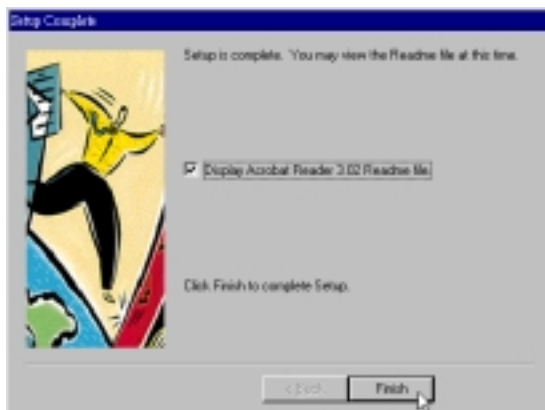 Setup Complete
Setup is complete. You may view the Readme file at this time.
Display Acrobat Reader 3.02 Readme file.
Click Finish to complete Setup.
< Back
Finish